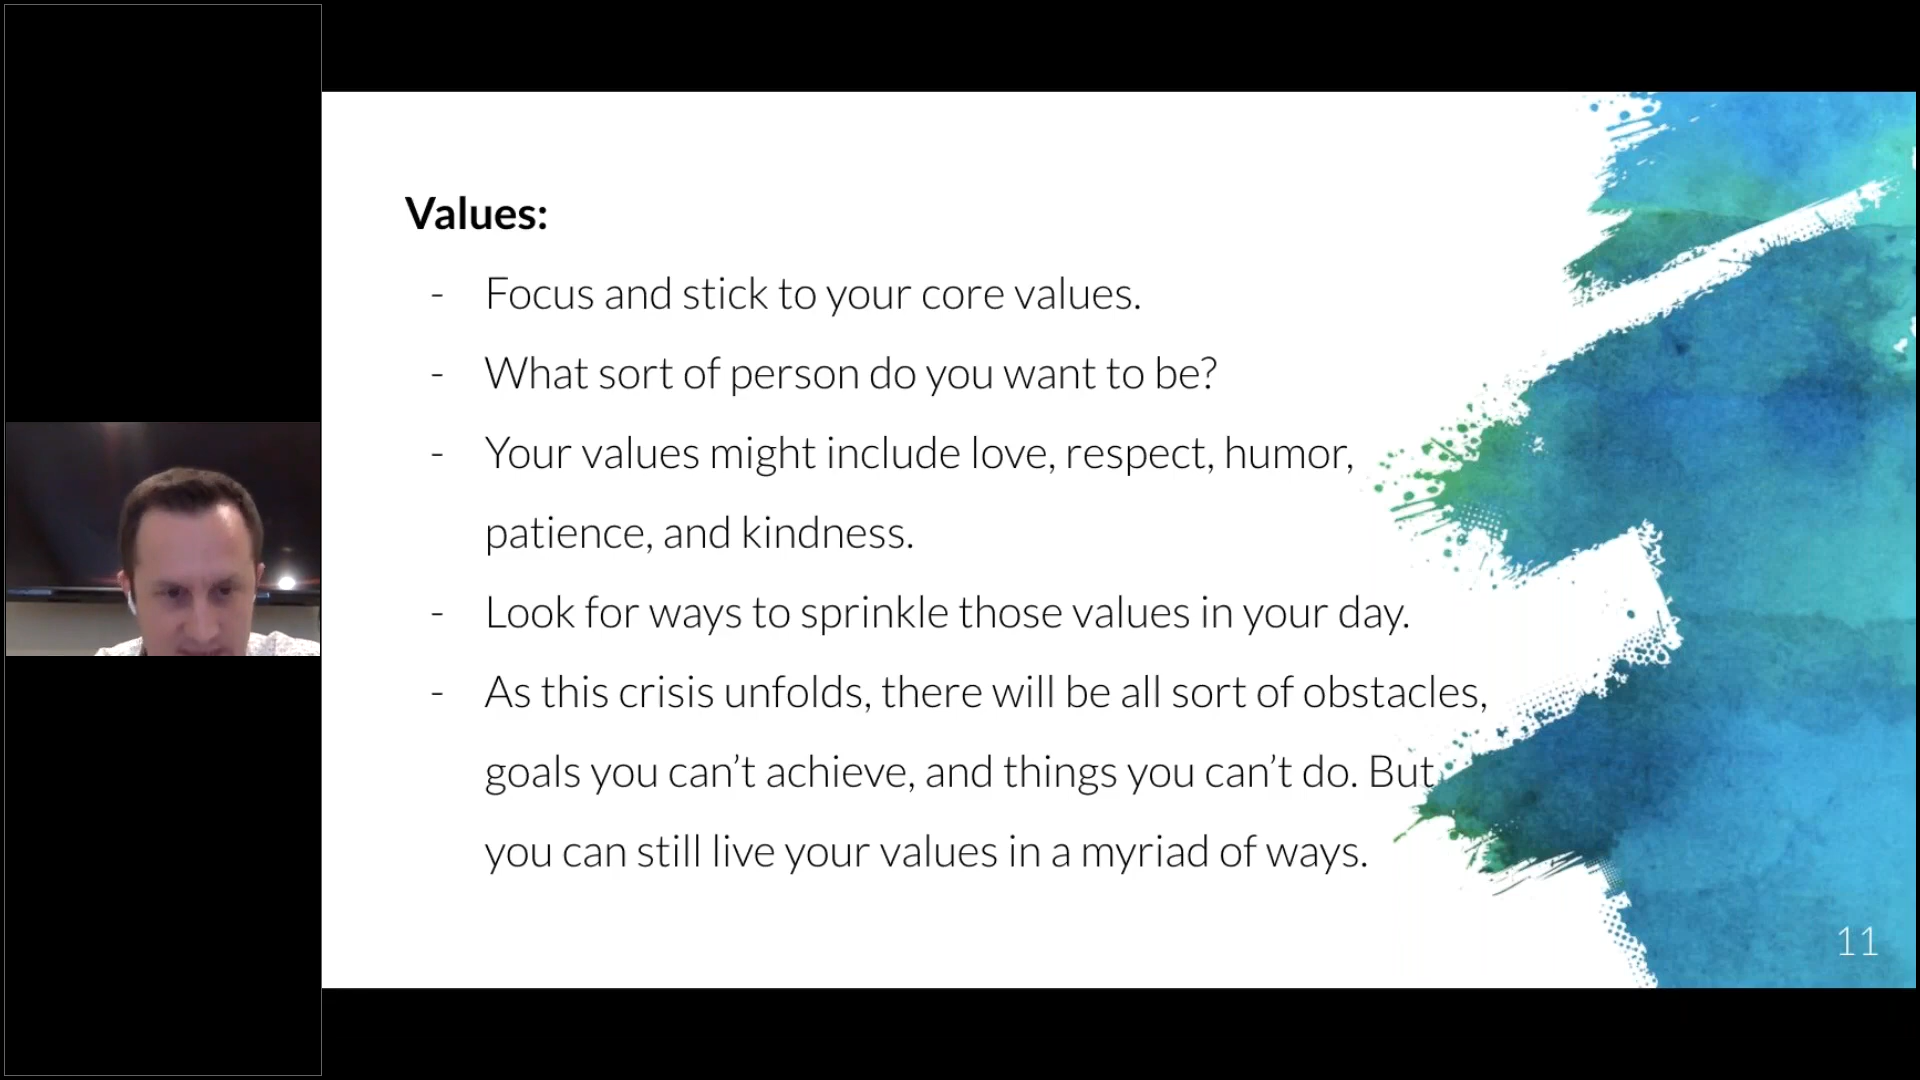 Values:
- Focus and stick to your core values.
- What sort of person do you want to be?
- Your values might include love, respect, humor,
patience, and kindness.
- Look for ways to sprinkle those values in your day.
- As this crisis unfolds, there will be all sort of obstacles,
goals you can’t achieve, and things you can’t do. But
you can still live your values in a myriad of ways.
11